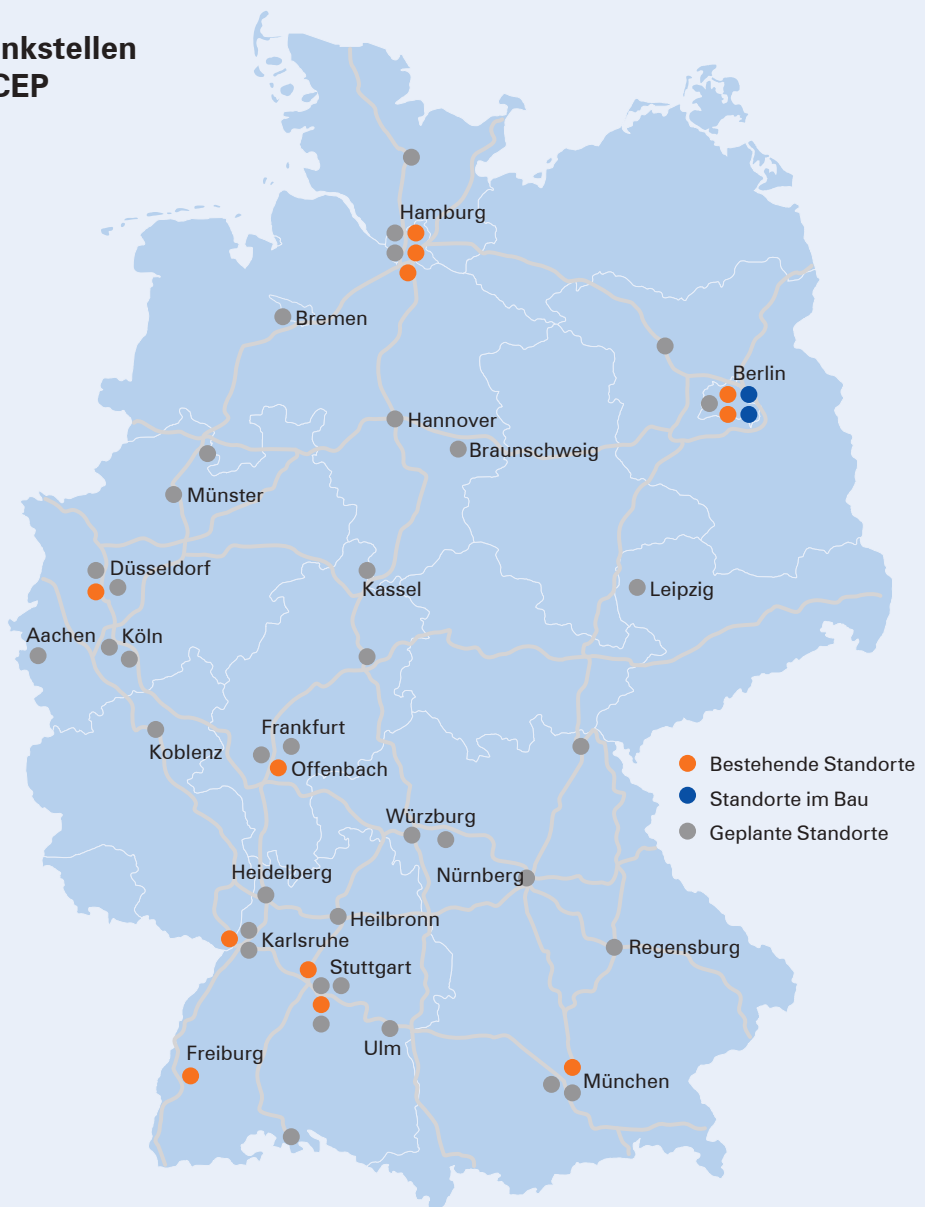 nkstellen
CEP
Hamburg
Bremen
Berlin
Hannover
Braunschweig
Münster
Düsseldorf
Kassel
Leipzig
Aachen
Köln
Frankfurt
Koblenz
Offenbach
Bestehende Standorte
Standorte im Bau
Geplante Standorte
Würzburg
Heidelberg
Nürnberg
Heilbronn
Karlsruhe
Regensburg
Stuttgart
Ulm
Freiburg
München